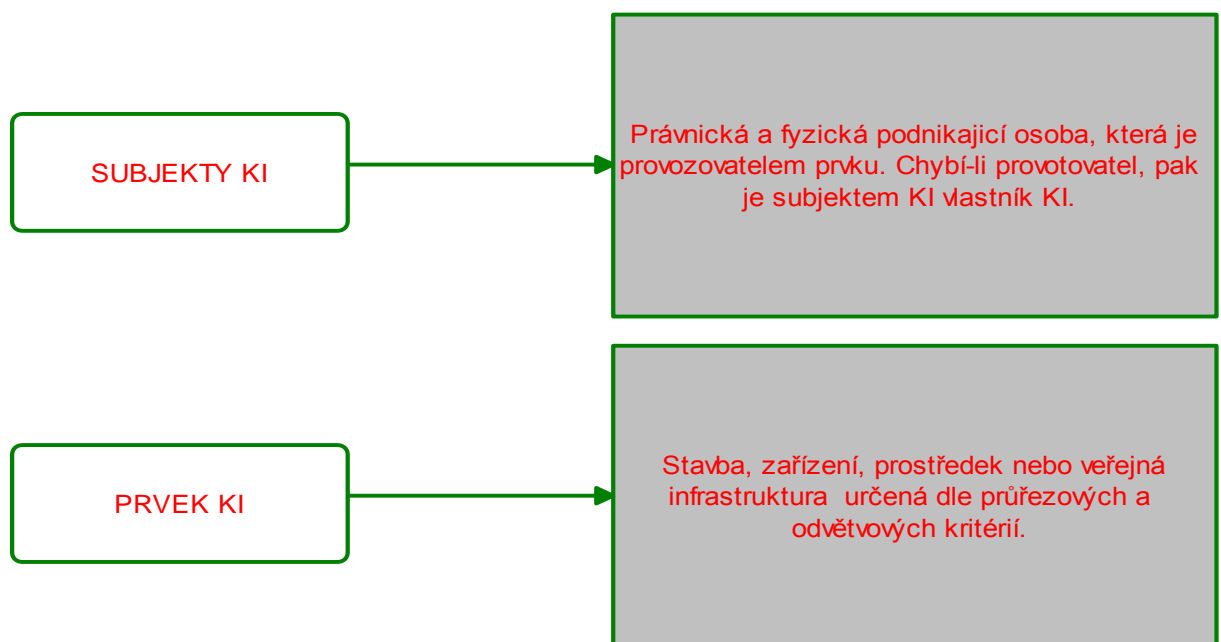 SUBJEKTY KI
Právnická a fyzická podnikajicí osoba, která je
provozovatelem prvku. Chybí-li provotovatel, pak
je subjektem KI vlastník KI.
PRVEK KI
Stavba, zařízení, prostředek nebo veřejná
infrastruktura určená dle průřezových a
odvětvových kritérií.